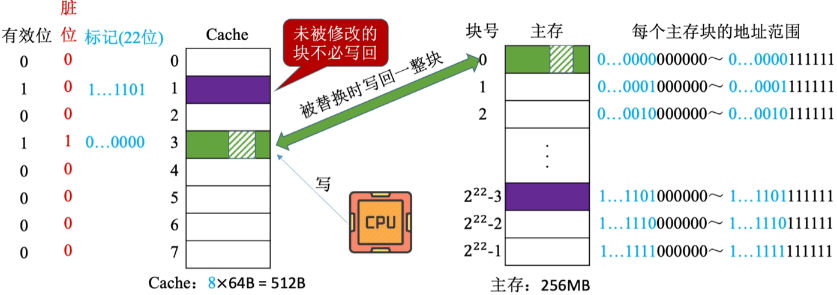 有效位 脏位 标记(22位) Cache
0 0 0
1 0 1…1101 1
0 0 2
1 1 0…0000 3
0 0 4
0 0 5
0 0 6
0 0 7
Cache：8×64B = 512B
未被修改的
块不必写回
被替换时写回一整块
写
CPU
块号 主存 每个主存块的地址范围
0 0…0000000000～ 0…0000111111
1 0…0001000000～ 0…0001111111
2 0…0010000000～ 0…0010111111
⋮
2²²-3 1…1101000000～ 1…1101111111
2²²-2 1…1110000000～ 1…1110111111
2²²-1 1…1111000000～ 1…1111111111
主存：256MB